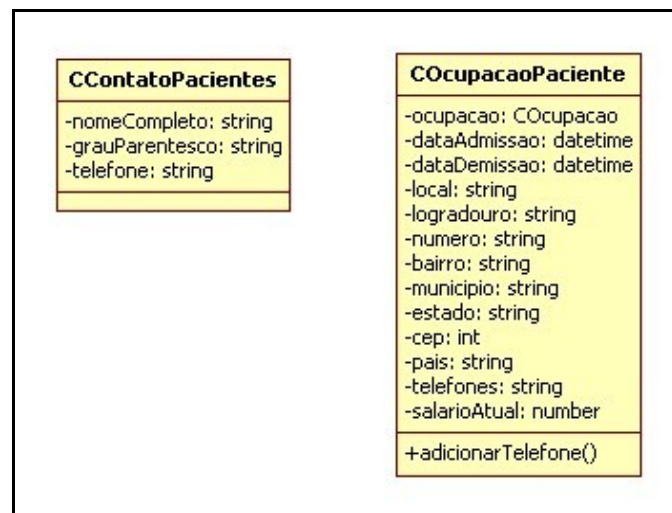 CContatoPacientes
-nomeCompleto: string
-grauParentesco: string
-telefone: string
COcupacaoPaciente
-ocupacao: COcupacao
-dataAdmissao: datetime
-dataDemissao: datetime
-local: string
-logradouro: string
-numero: string
-bairro: string
-municipio: string
-estado: string
-cep: int
-pais: string
-telefones: string
-salarioAtual: number
+adicionarTelefone()